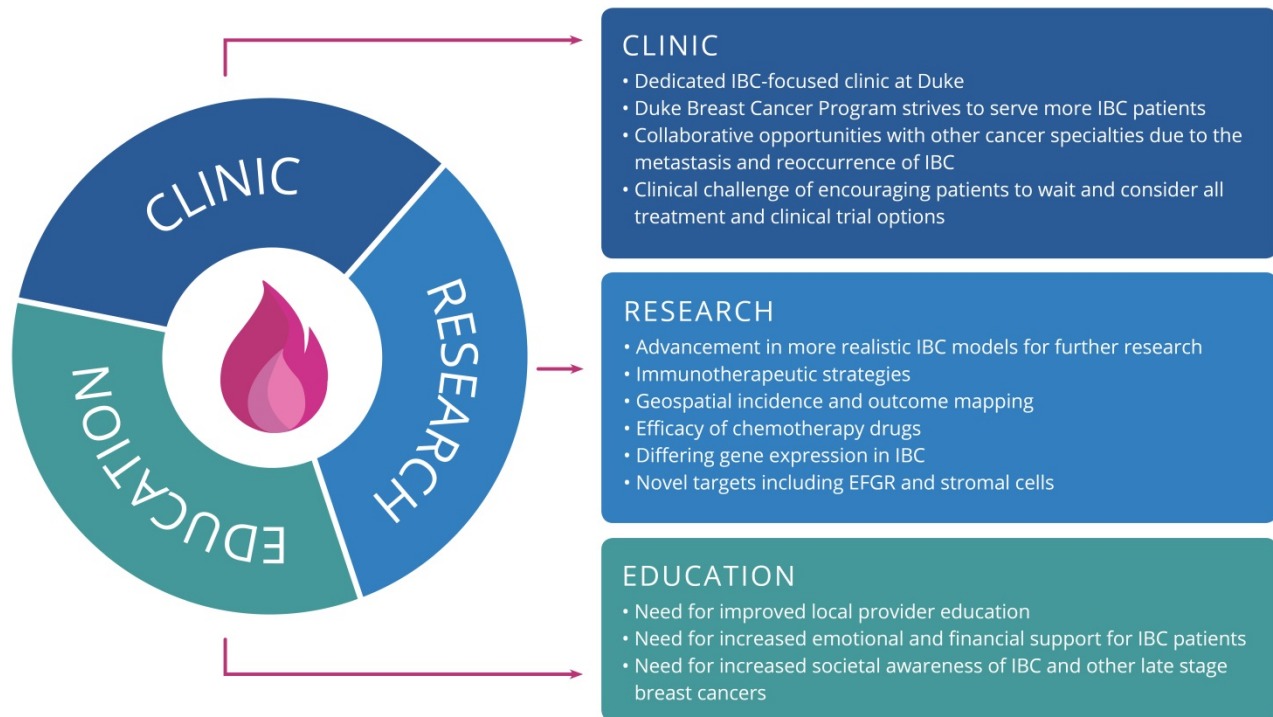 CLINIC
RESEARCH
EDUCATION
CLINIC
• Dedicated IBC-focused clinic at Duke
• Duke Breast Cancer Program strives to serve more IBC patients
• Collaborative opportunities with other cancer specialties due to the
metastasis and reoccurrence of IBC
• Clinical challenge of encouraging patients to wait and consider all
treatment and clinical trial options
RESEARCH
• Advancement in more realistic IBC models for further research
• Immunotherapeutic strategies
• Geospatial incidence and outcome mapping
• Efficacy of chemotherapy drugs
• Differing gene expression in IBC
• Novel targets including EFGR and stromal cells
EDUCATION
• Need for improved local provider education
• Need for increased emotional and financial support for IBC patients
• Need for increased societal awareness of IBC and other late stage
breast cancers